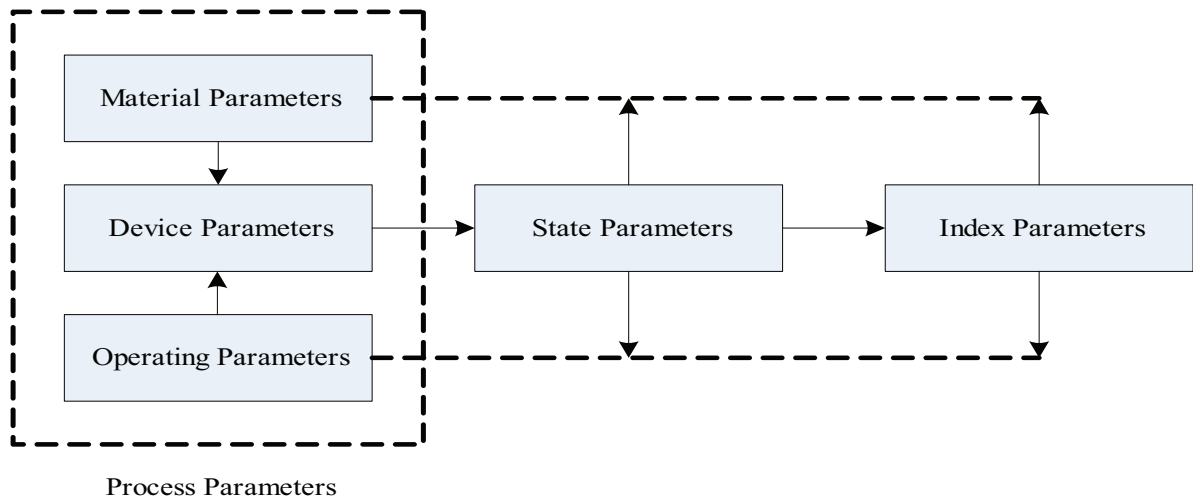 Material Parameters
Device Parameters
State Parameters
Index Parameters
Operating Parameters
Process Parameters